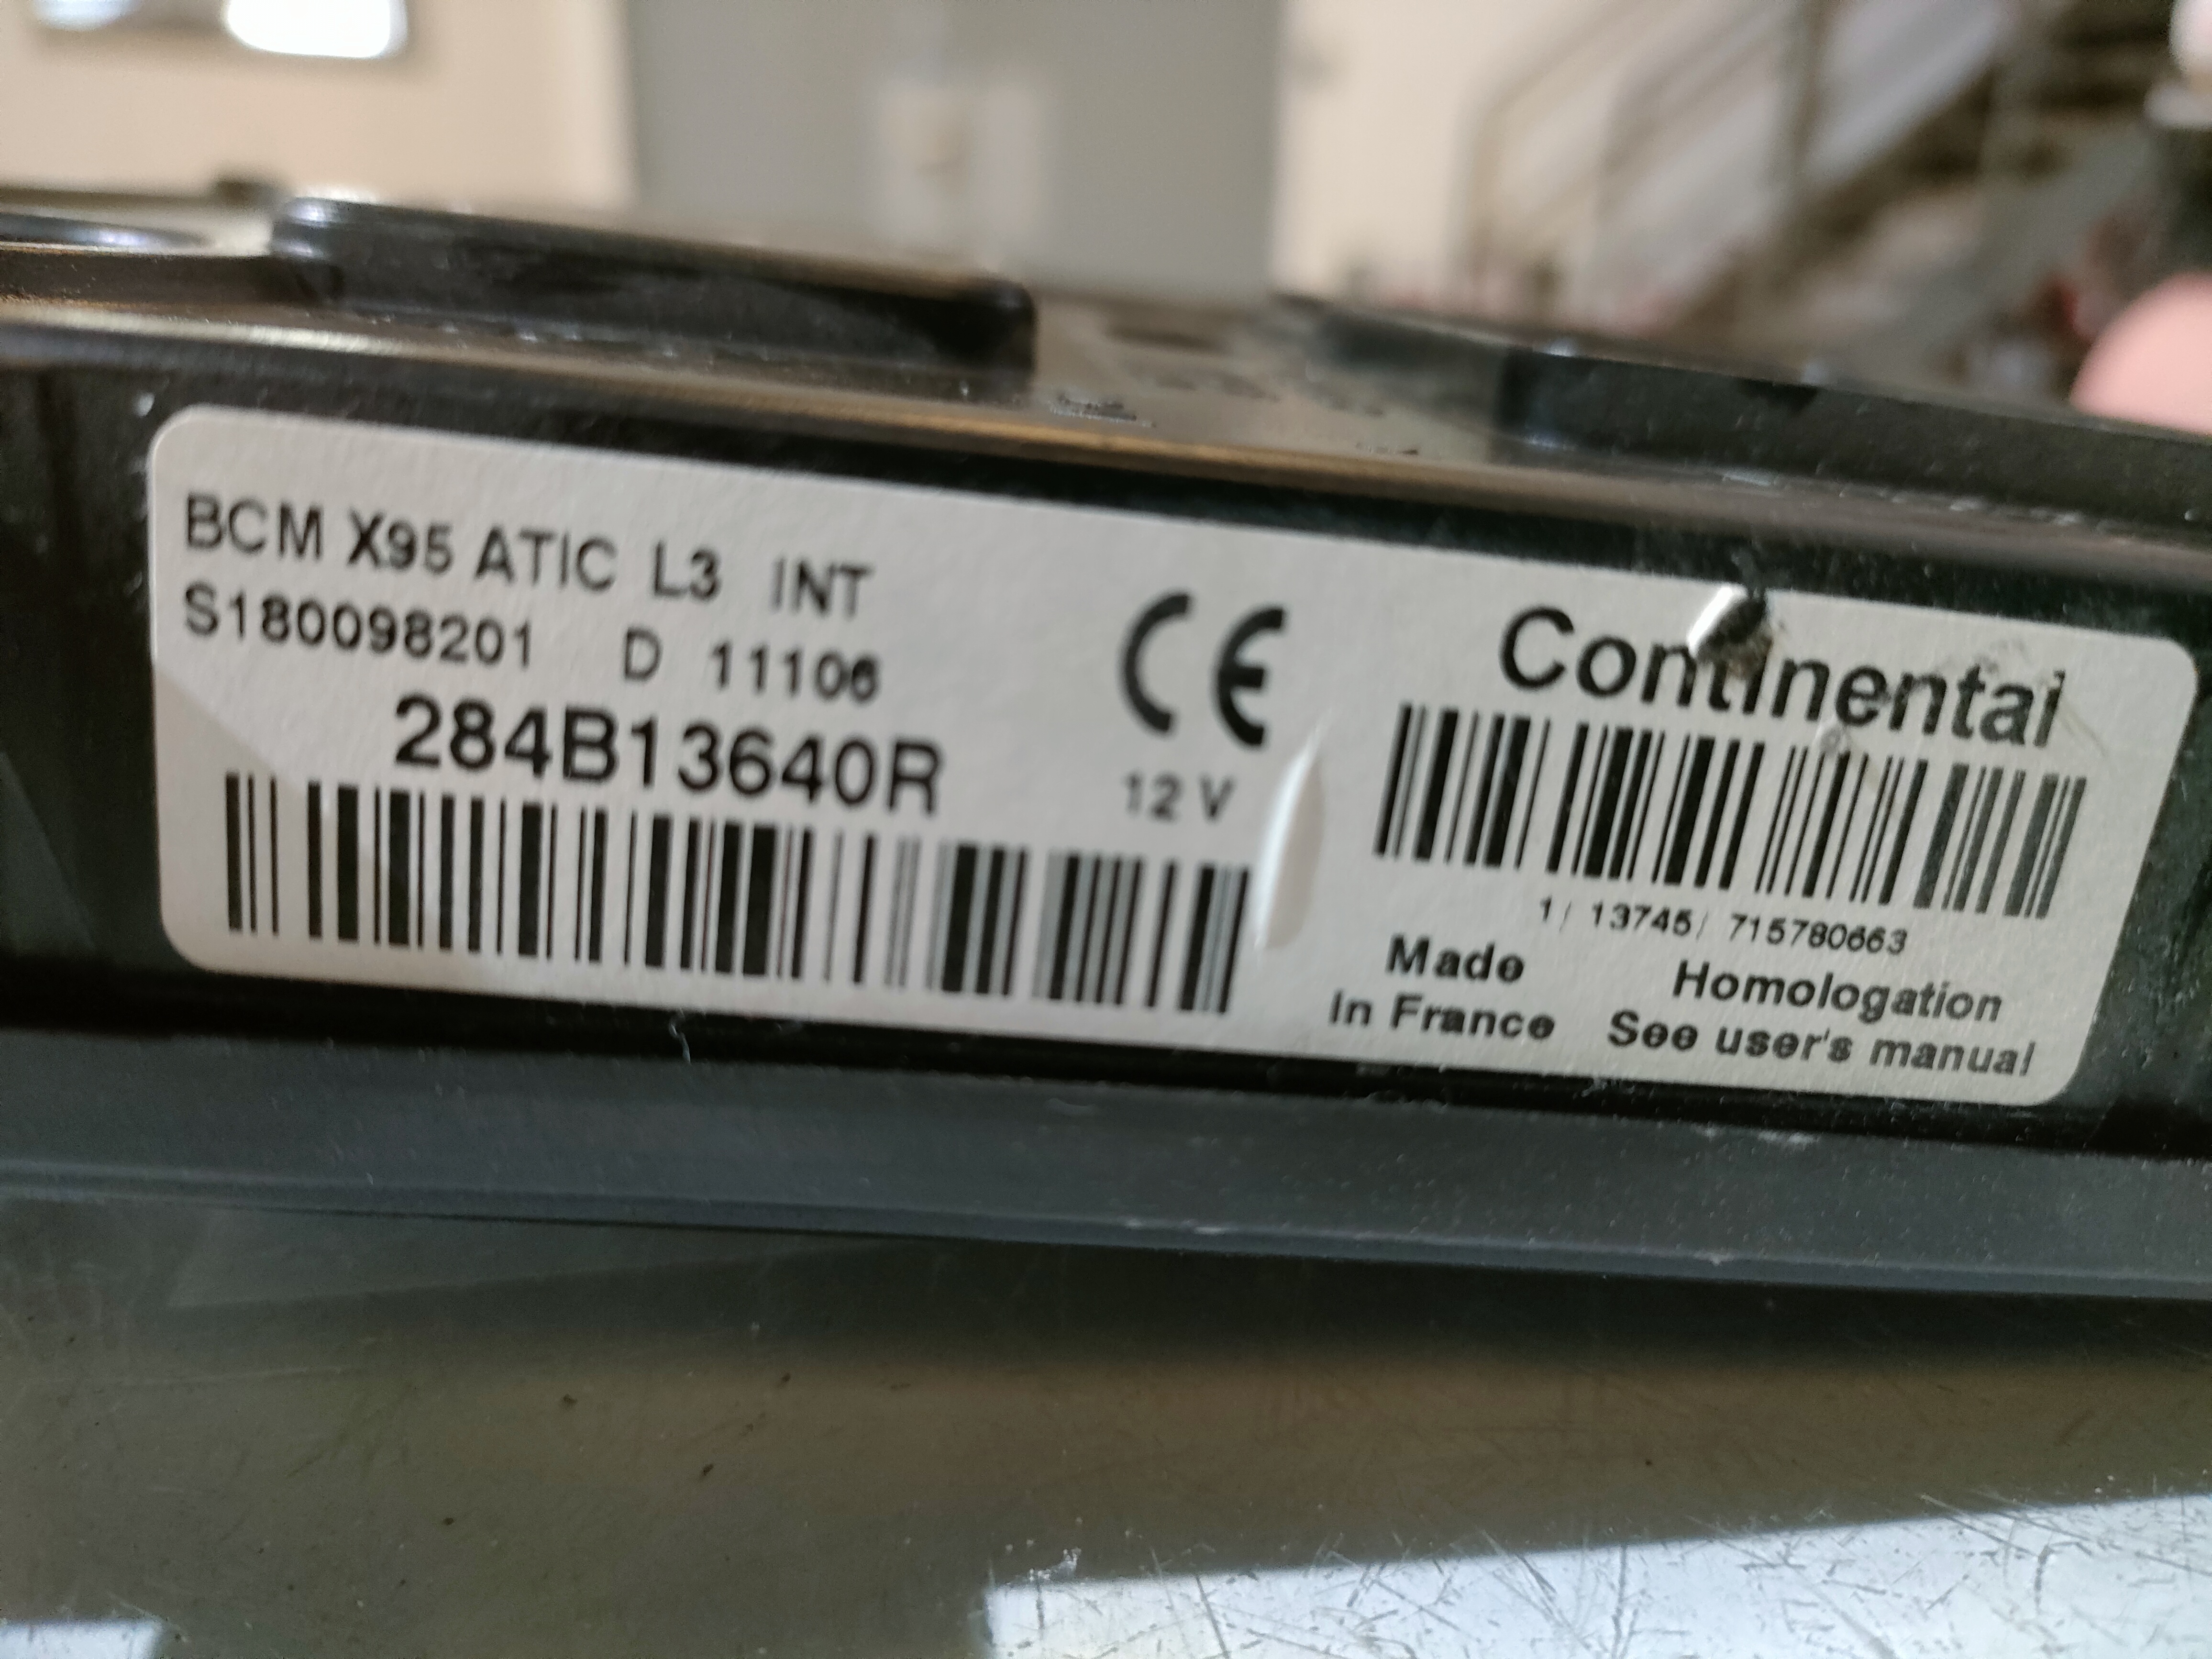 BCM X95 ATIC L3 INT
S180098201 D 11106
284B13640R
CE
12 V
Continental
1/ 13745/ 715780663
Made
in France
Homologation
See user's manual